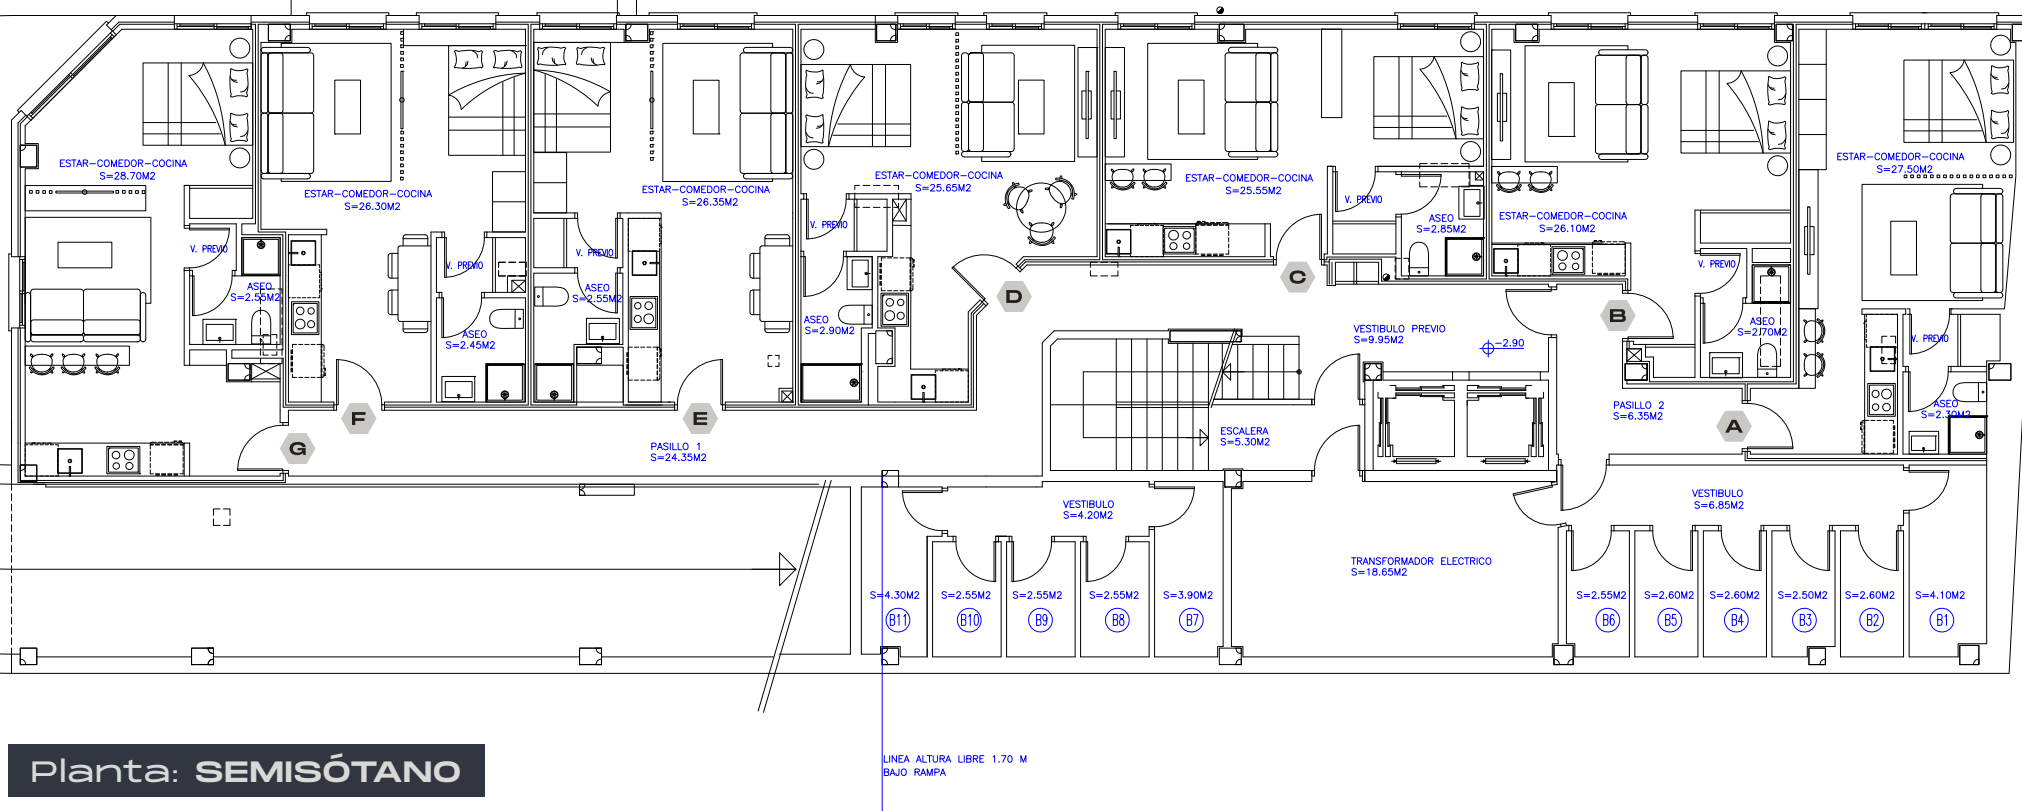 ESTAR-COMEDOR-COCINA
S=28.70M2
V. PREVIO
ASEO
S=2.55M2
G
ESTAR-COMEDOR-COCINA
S=26.30M2
V. PREVIO
ASEO
S=2.45M2
F
ESTAR-COMEDOR-COCINA
S=26.35M2
V. PREVIO
ASEO
S=2.55M2
E
ESTAR-COMEDOR-COCINA
S=25.65M2
V. PREVIO
ASEO
S=2.90M2
D
ESTAR-COMEDOR-COCINA
S=25.55M2
V. PREVIO
ASEO
S=2.85M2
C
ESTAR-COMEDOR-COCINA
S=26.10M2
V. PREVIO
ASEO
S=2.70M2
B
ESTAR-COMEDOR-COCINA
S=27.50M2
V. PREVIO
ASEO
S=2.30M2
A
VESTIBULO PREVIO
S=9.95M2
-2.90
PASILLO 2
S=6.35M2
ESCALERA
S=5.30M2
PASILLO 1
S=24.35M2
VESTIBULO
S=4.20M2
VESTIBULO
S=6.85M2
TRANSFORMADOR ELECTRICO
S=18.65M2
S=4.30M2
B11
S=2.55M2
B10
S=2.55M2
B9
S=2.55M2
B8
S=3.90M2
B7
S=2.55M2
B6
S=2.60M2
B5
S=2.60M2
B4
S=2.50M2
B3
S=2.60M2
B2
S=4.10M2
B1
LINEA ALTURA LIBRE 1.70 M
BAJO RAMPA
Planta: SEMISÓTANO